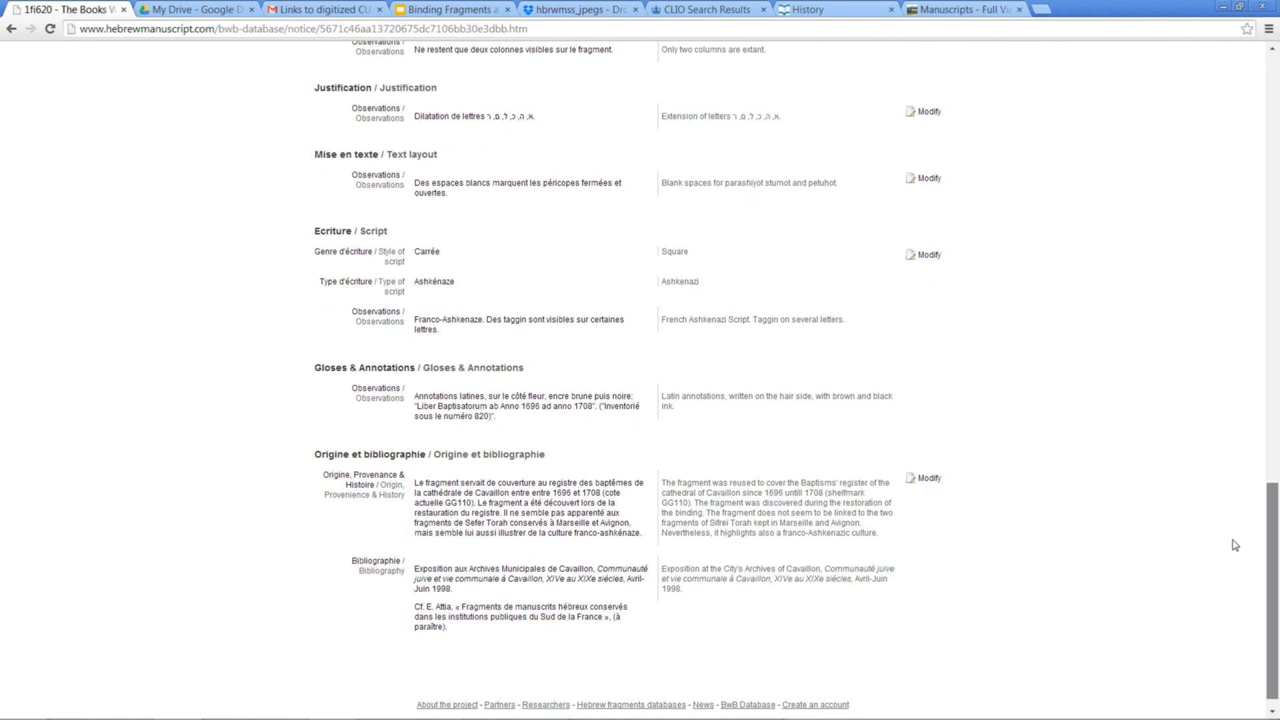 1fi620 - The Books W
My Drive - Google D
Links to digitized CU
Binding Fragments a
hbrwmss_jpegs - Dro
CLIO Search Results
History
Manuscripts - Full Vi
www.hebrewmanuscript.com/bwb-database/notice/5671c46aa13720675dc7106bb30e3dbb.htm
Observations /
Observations
Ne restent que deux colonnes visibles sur le fragment.
Only two columns are extant.
Justification / Justification
Observations /
Observations
Dilatation de lettres א, ה, כ, ל, ם, ר.
Extension of letters א, ה, כ, ל, ם, ר.
Modify
Mise en texte / Text layout
Observations /
Observations
Des espaces blancs marquent les péricopes fermées et
ouvertes.
Blank spaces for parashiyot stumot and petuhot.
Modify
Ecriture / Script
Genre d'écriture / Style of
script
Carrée
Square
Modify
Type d'écriture / Type of
script
Ashkénaze
Ashkenazi
Observations /
Observations
Franco-Ashkenaze. Des taggin sont visibles sur certaines
lettres.
French Ashkenazi Script. Taggin on several letters.
Gloses & Annotations / Gloses & Annotations
Observations /
Observations
Annotations latines, sur le côté fleur, encre brune puis noire:
"Liber Baptisatorum ab Anno 1696 ad anno 1708". ("Inventorié
sous le numéro 820)".
Latin annotations, written on the hair side, with brown and black
ink.
Origine et bibliographie / Origine et bibliographie
Origine, Provenance &
Histoire / Origin,
Provenience & History
Le fragment servait de couverture au registre des baptêmes de
la cathédrale de Cavaillon entre entre 1696 et 1708 (cote
actuelle GG110). Le fragment a été découvert lors de la
restauration du registre. Il ne semble pas apparenté aux
fragments de Sefer Torah conservés à Marseille et Avignon,
mais semble lui aussi illustrer de la culture franco-ashkénaze.
The fragment was reused to cover the Baptisms' register of the
cathedral of Cavaillon since 1696 untill 1708 (shelfmark
GG110). The fragment was discovered during the restoration of
the binding. The fragment does not seem to be linked to the two
fragments of Sifrei Torah kept in Marseille and Avignon.
Nevertheless, it highlights also a franco-Ashkenazic culture.
Modify
Bibliographie /
Bibliography
Exposition aux Archives Municipales de Cavaillon, Communauté
juive et vie communale à Cavaillon, XIVe au XIXe siècles, Avril-
Juin 1998.
Cf. E. Attia, « Fragments de manuscrits hébreux conservés
dans les institutions publiques du Sud de la France », (à
paraître).
Exposition at the City's Archives of Cavaillon, Communauté juive
et vie communale à Cavaillon, XIVe au XIXe siècles, Avril-Juin
1998.
About the project - Partners - Researchers - Hebrew fragments databases - News - BwB Database - Create an account